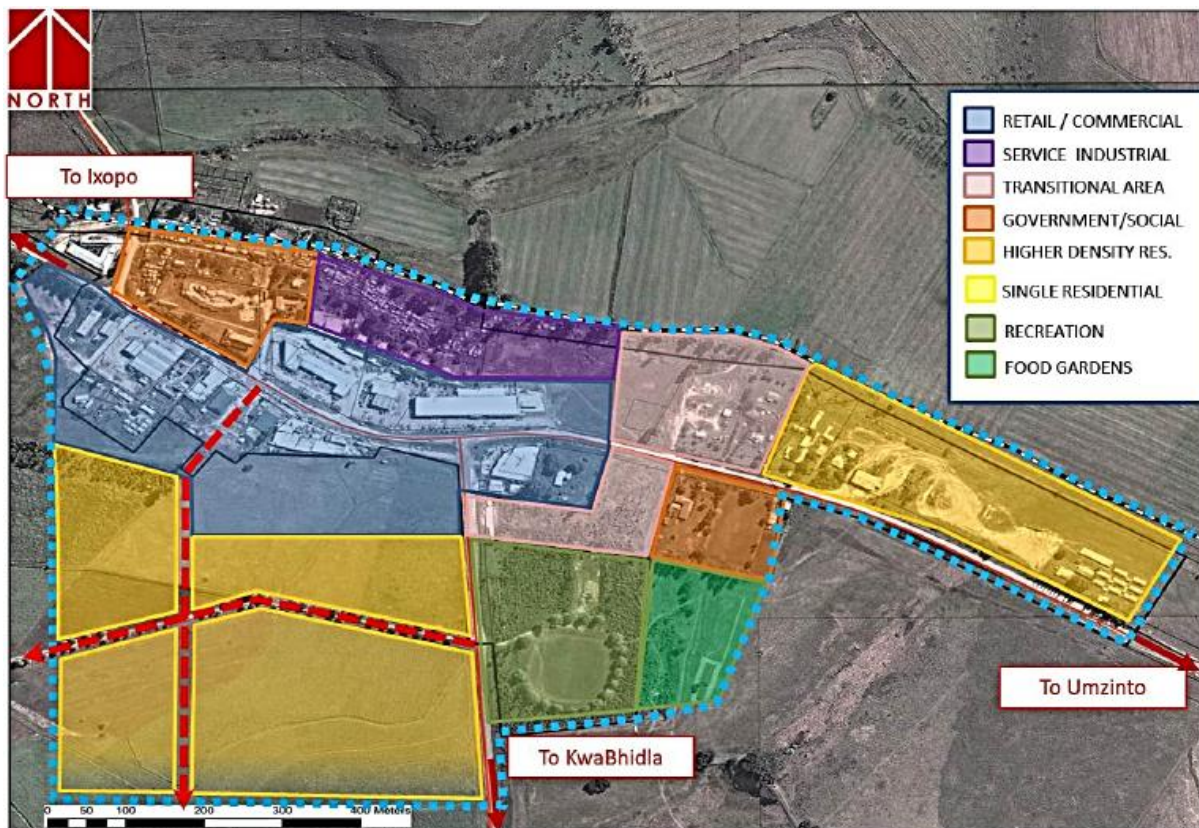 NORTH
To Ixopo
RETAIL / COMMERCIAL
SERVICE INDUSTRIAL
TRANSITIONAL AREA
GOVERNMENT/SOCIAL
HIGHER DENSITY RES.
SINGLE RESIDENTIAL
RECREATION
FOOD GARDENS
To Umzinto
To KwaBhidla
0 50 100 200 300 400 Meters